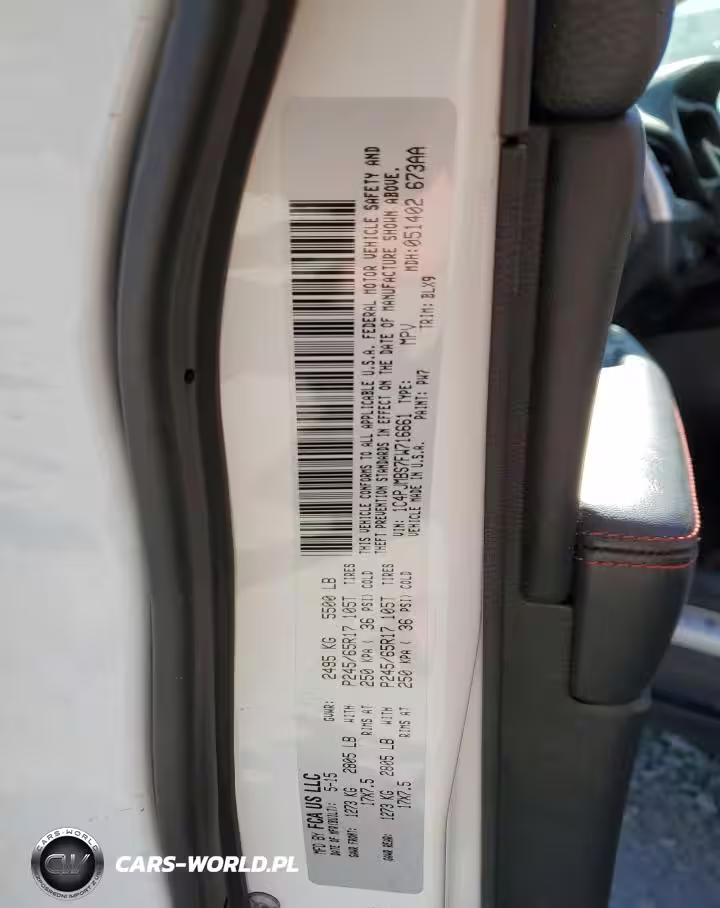 MFD BY FCA US LLC
DATE OF MFR(BUILT): 5-15 GVWR: 2495 KG 5500 LB
GAWR FRONT: 1273 KG 2805 LB WITH P245/65R17 105T TIRES
17X7.5 RIMS AT 250 KPA ( 36 PSI) COLD
GAWR REAR: 1273 KG 2805 LB WITH P245/65R17 105T TIRES
17X7.5 RIMS AT 250 KPA ( 36 PSI) COLD
THIS VEHICLE CONFORMS TO ALL APPLICABLE U.S.A. FEDERAL MOTOR VEHICLE SAFETY AND
THEFT PREVENTION STANDARDS IN EFFECT ON THE DATE OF MANUFACTURE SHOWN ABOVE.
VIN: 1C4PJMBS7FW716661 TYPE: MPV MDH:051402 673AA
VEHICLE MADE IN U.S.A. PAINT: PW7 TRIM: BLX9
CARS-WORLD
CW
CARS-WORLD.PL